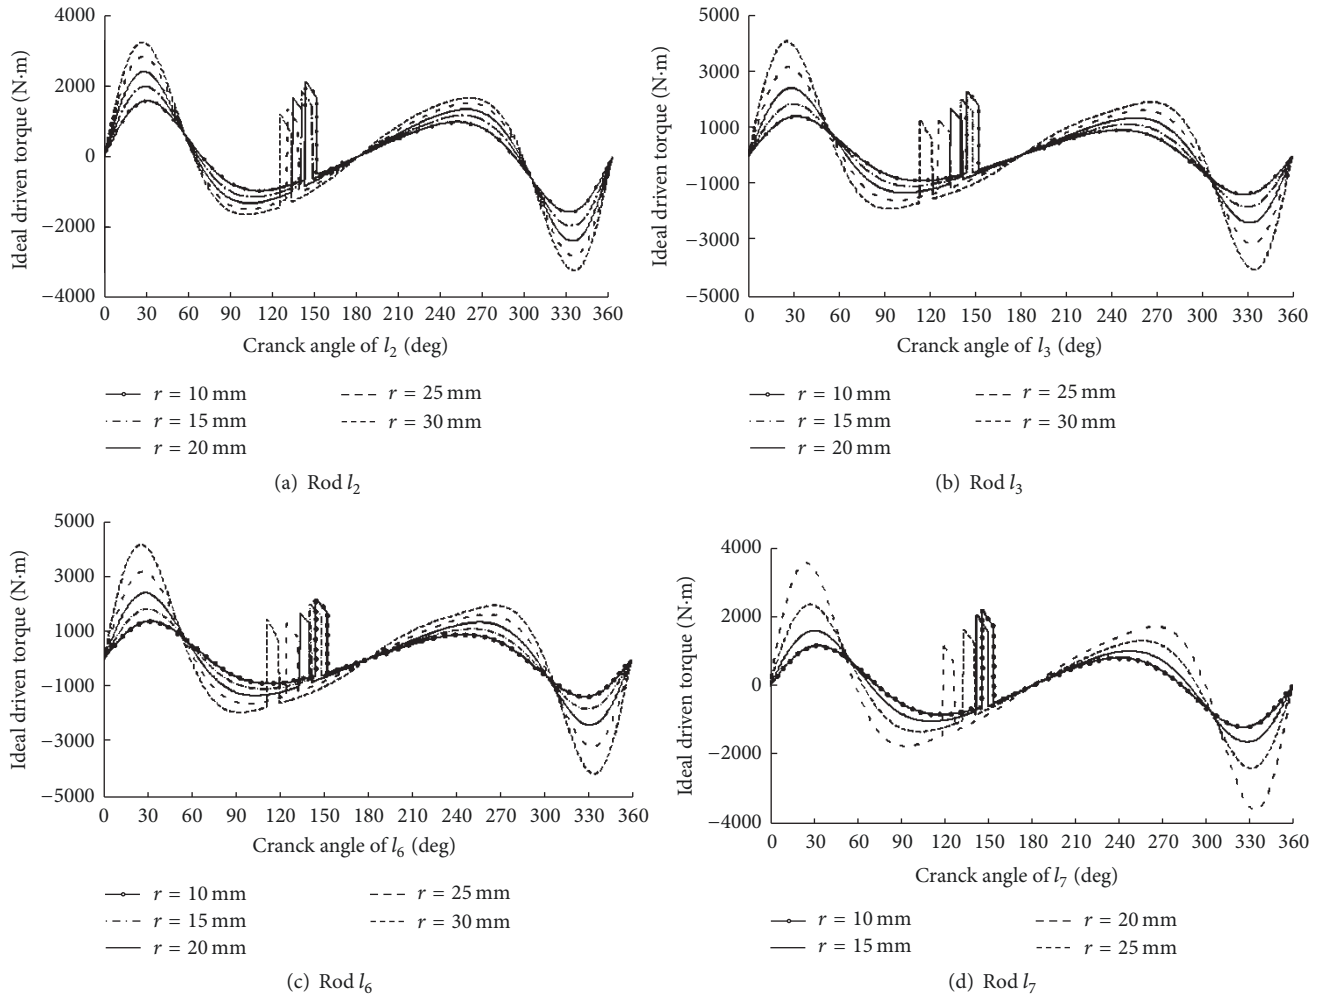 4000
2000
0
−2000
−4000
Ideal driven torque (N·m)
0 30 60 90 120 150 180 210 240 270 300 330 360
Cranck angle of l2 (deg)
r = 10 mm
r = 15 mm
r = 20 mm
r = 25 mm
r = 30 mm
(a) Rod l2
5000
3000
1000
−1000
−3000
−5000
Ideal driven torque (N·m)
0 30 60 90 120 150 180 210 240 270 300 330 360
Cranck angle of l3 (deg)
r = 10 mm
r = 15 mm
r = 20 mm
r = 25 mm
r = 30 mm
(b) Rod l3
5000
3000
1000
−1000
−3000
−5000
Ideal driven torque (N·m)
0 30 60 90 120 150 180 210 240 270 300 330 360
Cranck angle of l6 (deg)
r = 10 mm
r = 15 mm
r = 20 mm
r = 25 mm
r = 30 mm
(c) Rod l6
4000
2000
0
−2000
−4000
Ideal driven torque (N·m)
0 30 60 90 120 150 180 210 240 270 300 330 360
Cranck angle of l7 (deg)
r = 10 mm
r = 15 mm
r = 20 mm
r = 25 mm
(d) Rod l7